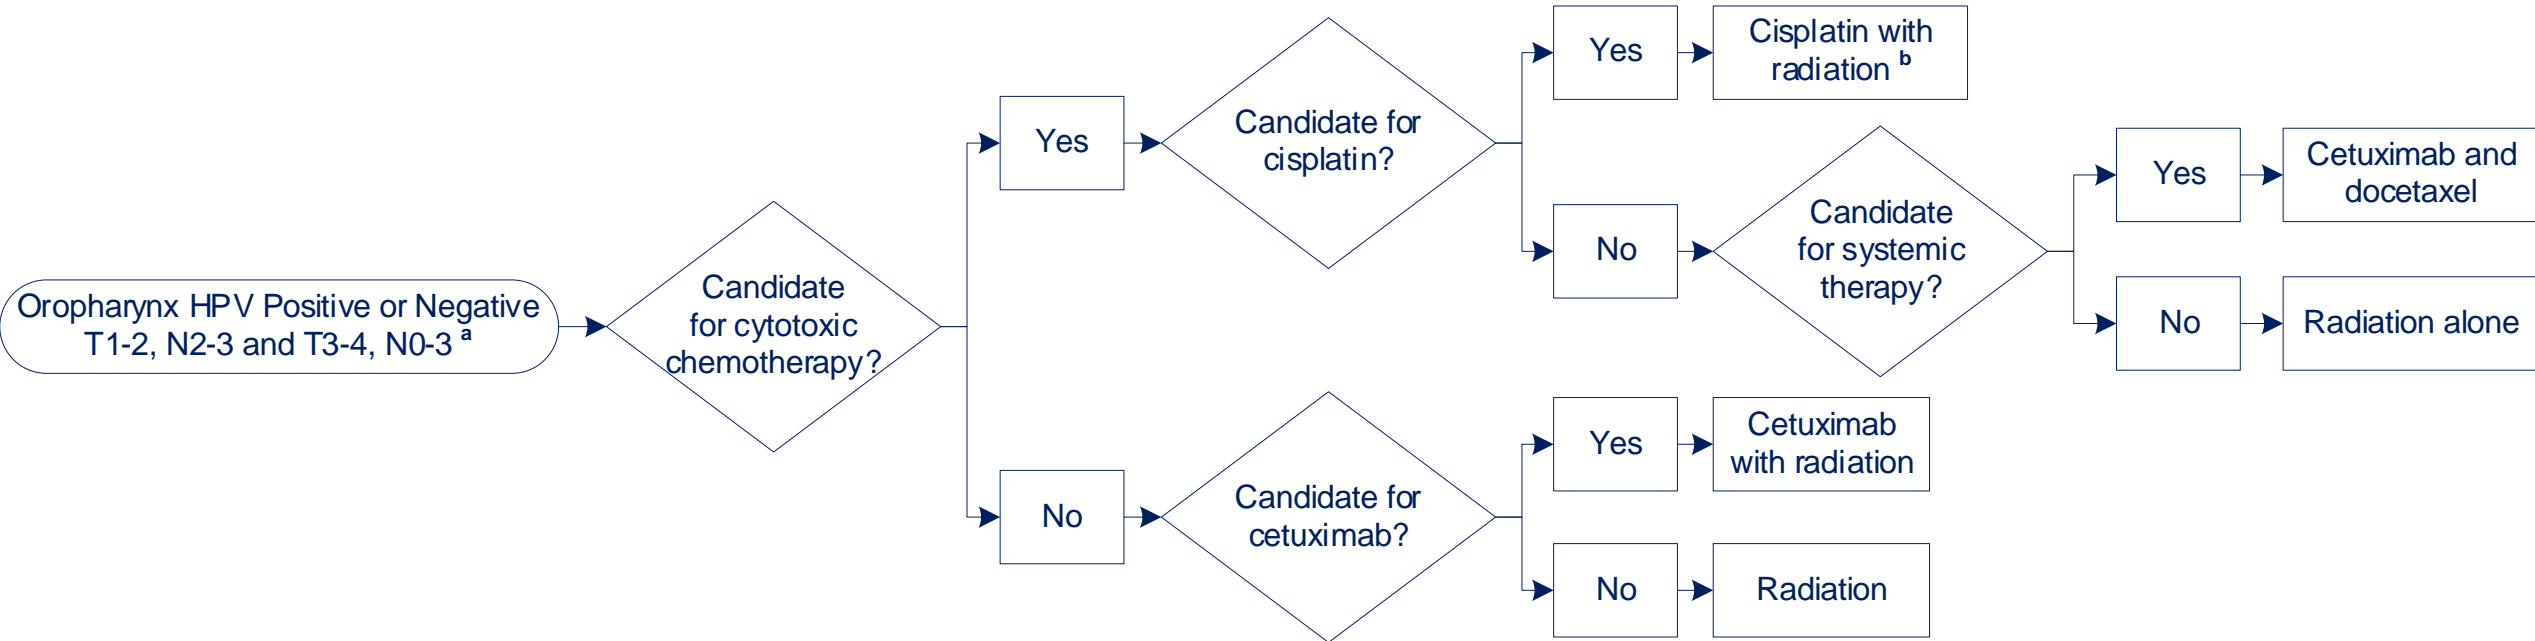 Oropharynx HPV Positive or Negative
T1-2, N2-3 and T3-4, N0-3 a
Candidate
for cytotoxic
chemotherapy?
Yes
Candidate for
cisplatin?
Yes
Cisplatin with
radiation b
No
Candidate
for systemic
therapy?
Yes
Cetuximab and
docetaxel
No
Radiation alone
No
Candidate for
cetuximab?
Yes
Cetuximab
with radiation
No
Radiation